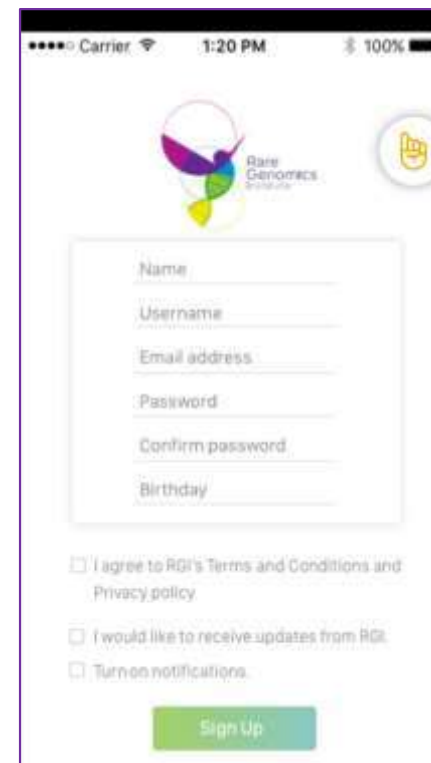 Carrier 1:20 PM 100%
Rare
Genomics
Institute
Name
Username
Email address
Password
Confirm password
Birthday
I agree to RGI's Terms and Conditions and
Privacy policy
I would like to receive updates from RGI.
Turn on notifications.
Sign Up